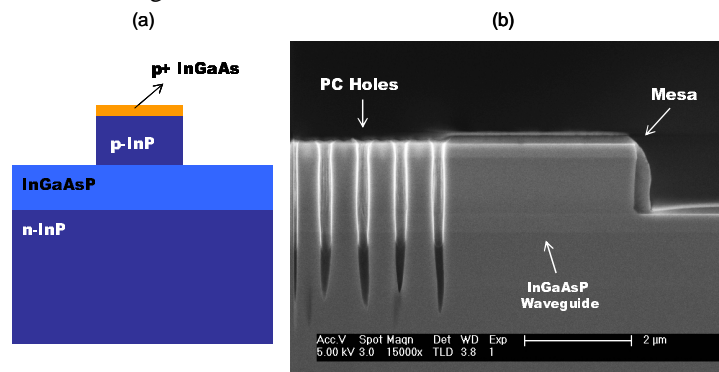 (a)
p+ InGaAs
p-InP
InGaAsP
n-InP
(b)
PC Holes
Mesa
InGaAsP
Waveguide
Acc.V Spot Magn Det WD Exp
5.00 kV 3.0 15000x TLD 3.8 1
2 µm